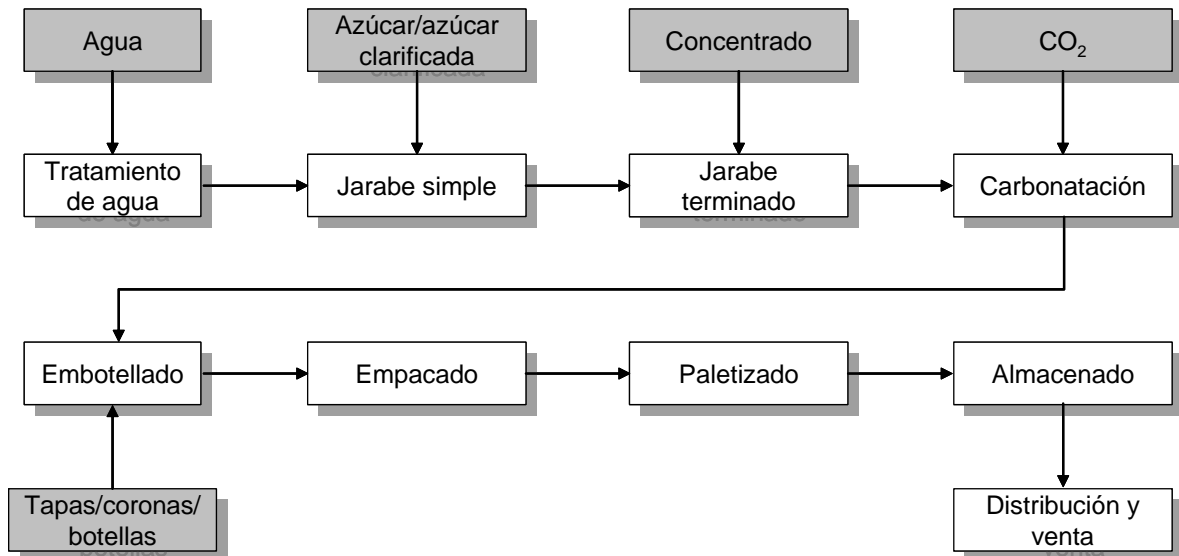 Agua
Azúcar/azúcar
clarificada
Concentrado
CO₂
Tratamiento
de agua
Jarabe simple
Jarabe
terminado
Carbonatación
Embotellado
Empacado
Paletizado
Almacenado
Tapas/coronas/
botellas
Distribución y
venta